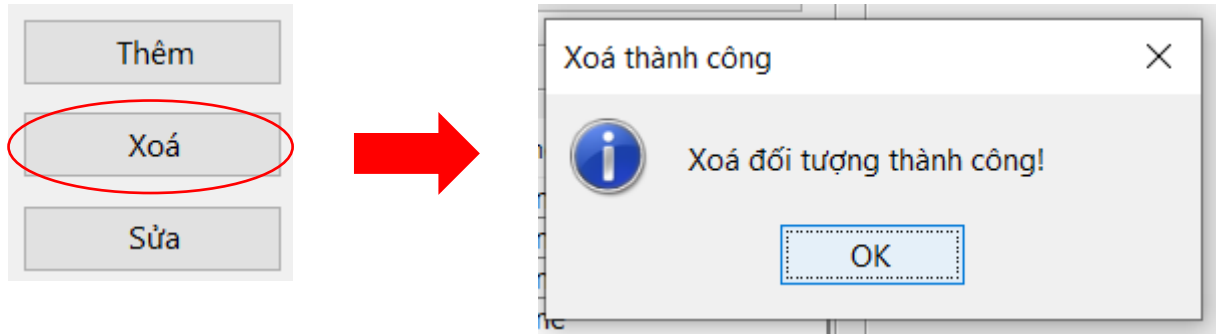 Thêm
Xoá
Sửa
Xoá thành công
Xoá đối tượng thành công!
OK